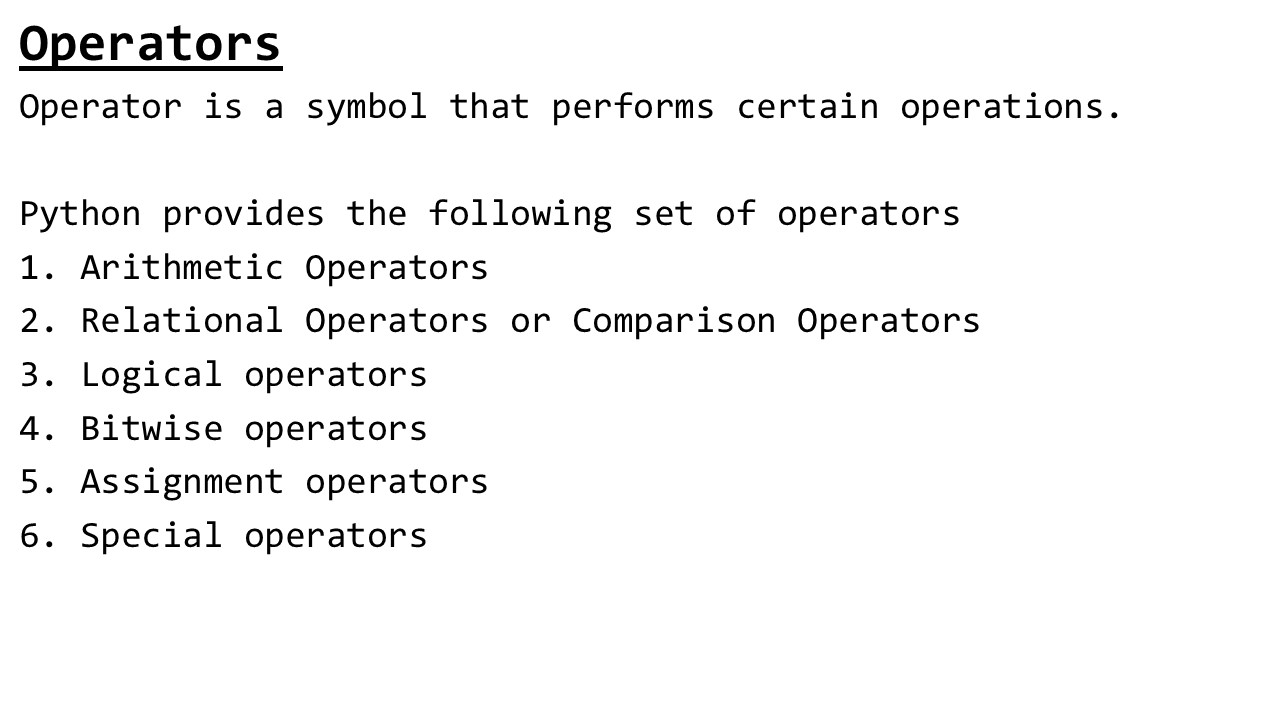 Operators
Operator is a symbol that performs certain operations.
Python provides the following set of operators
1. Arithmetic Operators
2. Relational Operators or Comparison Operators
3. Logical operators
4. Bitwise operators
5. Assignment operators
6. Special operators